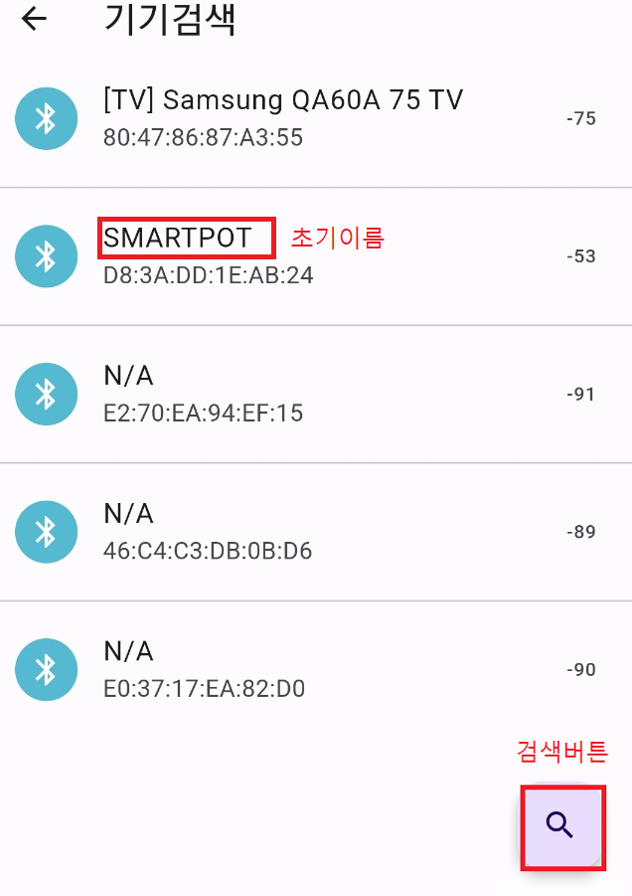 기기검색
[TV] Samsung QA60A 75 TV
80:47:86:87:A3:55
-75
SMARTPOT 초기이름
D8:3A:DD:1E:AB:24
-53
N/A
E2:70:EA:94:EF:15
-91
N/A
46:C4:C3:DB:0B:D6
-89
N/A
E0:37:17:EA:82:D0
-90
검색버튼